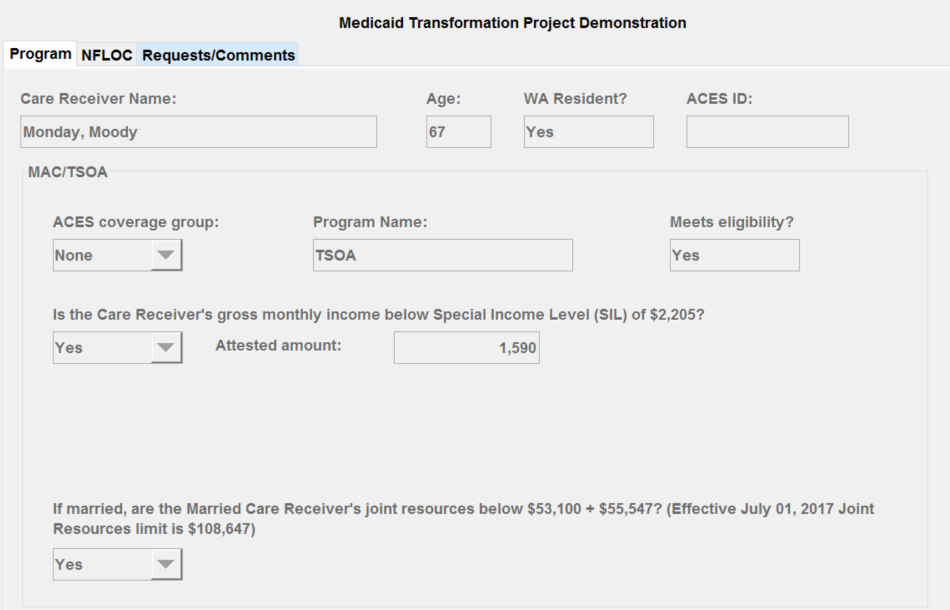 Medicaid Transformation Project Demonstration
Program NFLOC Requests/Comments
Care Receiver Name: Age: WA Resident? ACES ID:
Monday, Moody 67 Yes
MAC/TSOA
ACES coverage group: Program Name: Meets eligibility?
None TSOA Yes
Is the Care Receiver's gross monthly income below Special Income Level (SIL) of $2,205?
Yes Attested amount: 1,590
If married, are the Married Care Receiver's joint resources below $53,100 + $55,547? (Effective July 01, 2017 Joint
Resources limit is $108,647)
Yes